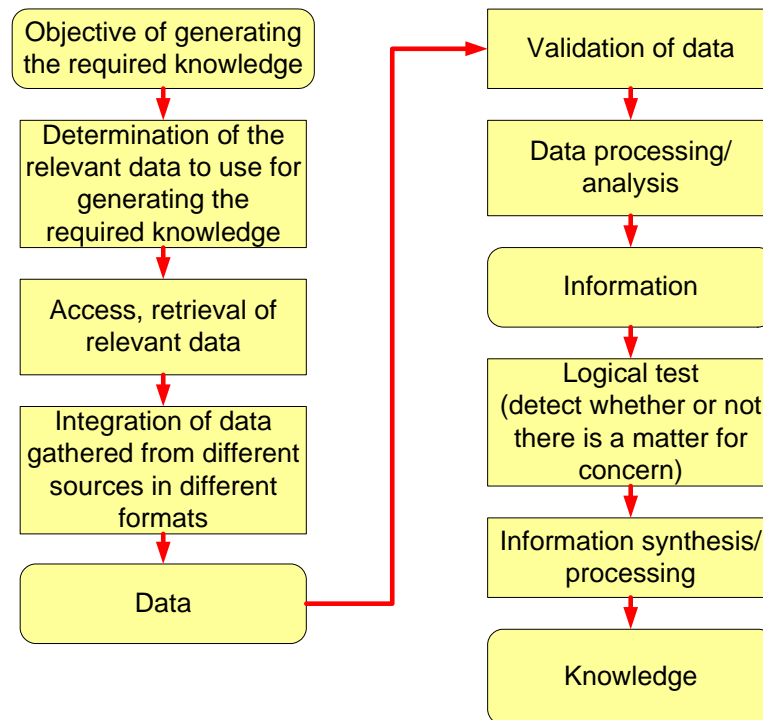 Objective of generating
the required knowledge
Determination of the
relevant data to use for
generating the
required knowledge
Access, retrieval of
relevant data
Integration of data
gathered from different
sources in different
formats
Data
Validation of data
Data processing/
analysis
Information
Logical test
(detect whether or not
there is a matter for
concern)
Information synthesis/
processing
Knowledge